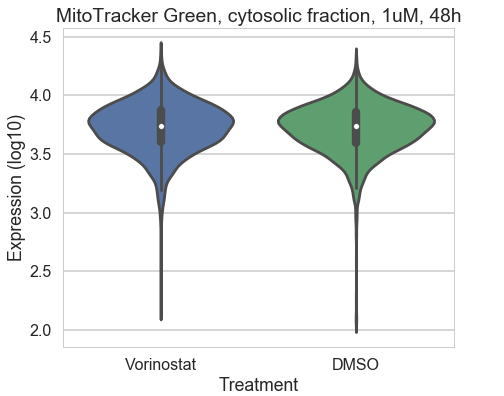 MitoTracker Green, cytosolic fraction, 1uM, 48h
Expression (log10)
4.5
4.0
3.5
3.0
2.5
2.0
Vorinostat DMSO
Treatment